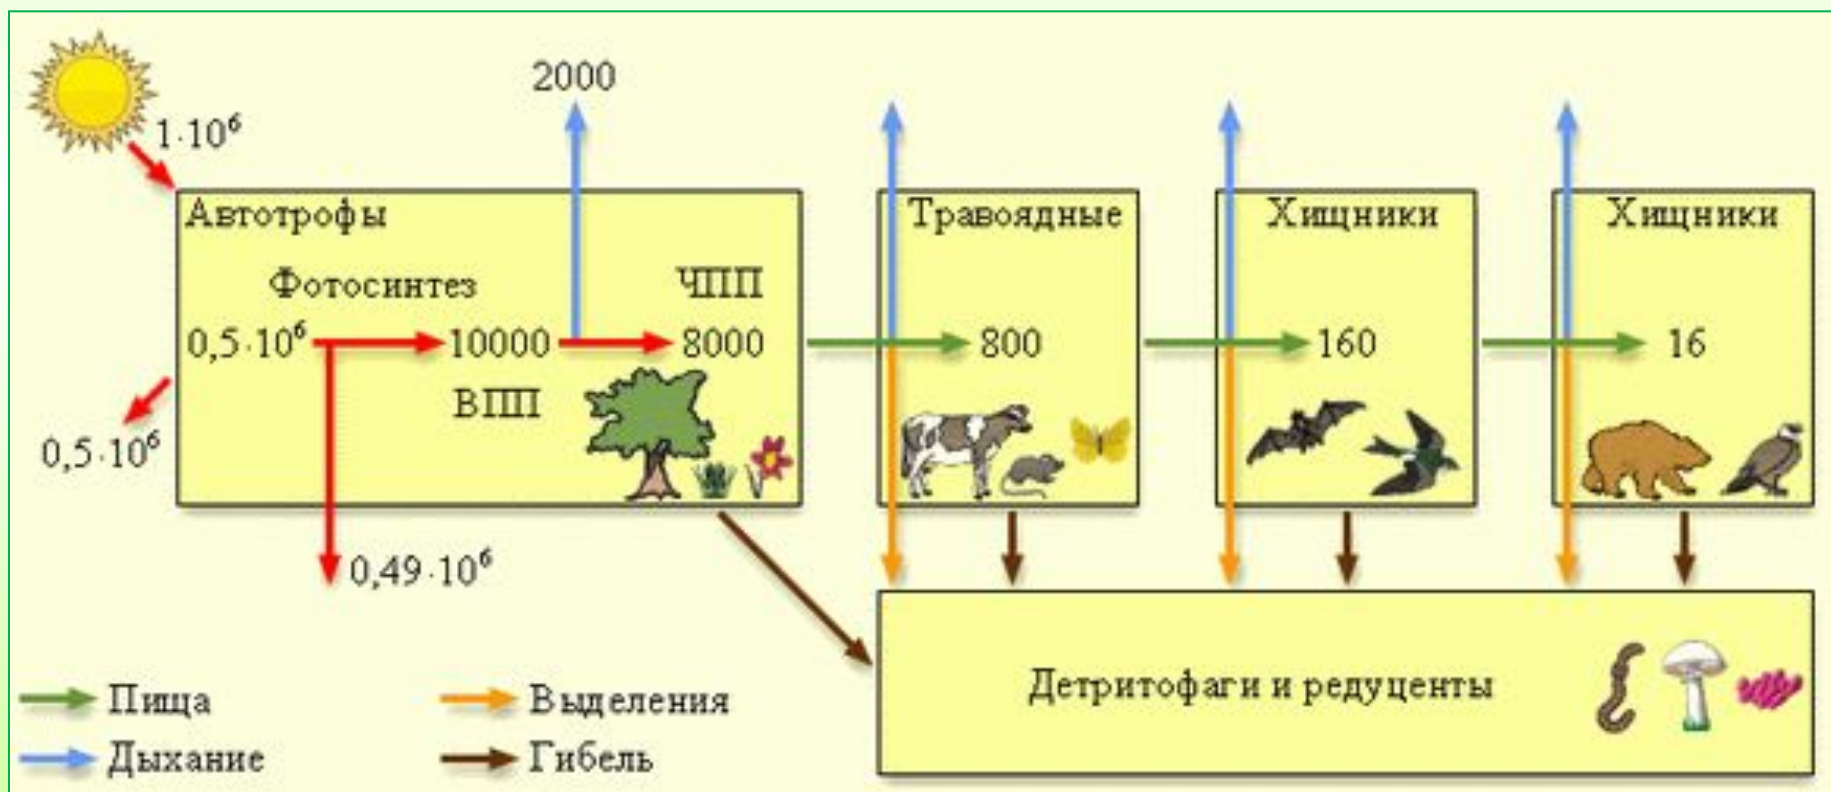 2000
1·10⁶
Автотрофы
Травоядные
Хищники
Хищники
Фотосинтез
ЧПП
0,5·10⁶
10000
8000
800
160
16
ВПП
0,5·10⁶
0,49·10⁶
Детритофаги и редуценты
Пища
Выделения
Дыхание
Гибель